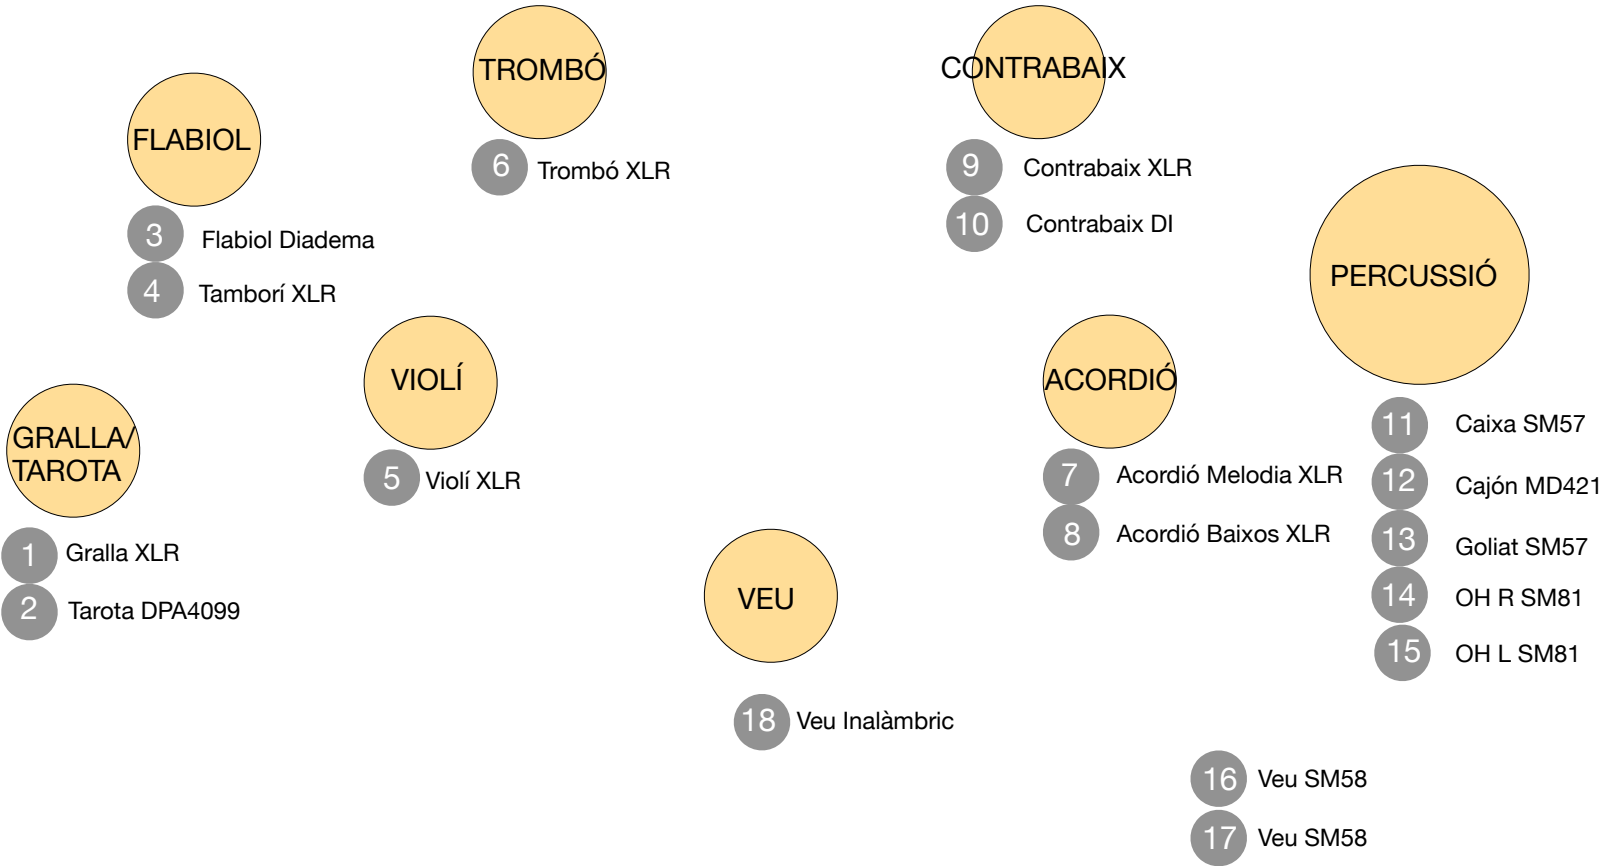 TROMBÓ
6 Trombó XLR
CONTRABAIX
9 Contrabaix XLR
10 Contrabaix DI
FLABIOL
3 Flabiol Diadema
4 Tamborí XLR
PERCUSSIÓ
11 Caixa SM57
12 Cajón MD421
13 Goliat SM57
14 OH R SM81
15 OH L SM81
VIOLÍ
5 Violí XLR
ACORDIÓ
7 Acordió Melodia XLR
8 Acordió Baixos XLR
GRALLA/
TAROTA
1 Gralla XLR
2 Tarota DPA4099
VEU
18 Veu Inalàmbric
16 Veu SM58
17 Veu SM58